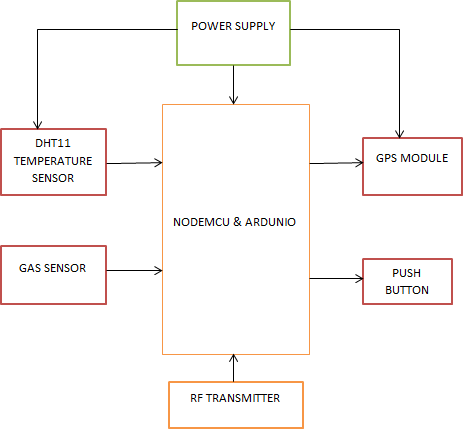 POWER SUPPLY
DHT11
TEMPERATURE
SENSOR
GPS MODULE
NODEMCU & ARDUNIO
GAS SENSOR
PUSH
BUTTON
RF TRANSMITTER